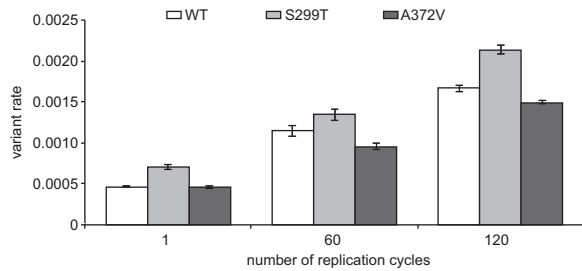 WT S299T A372V
0.0025
0.0020
0.0015
0.0010
0.0005
0
variant rate
1 60 120
number of replication cycles